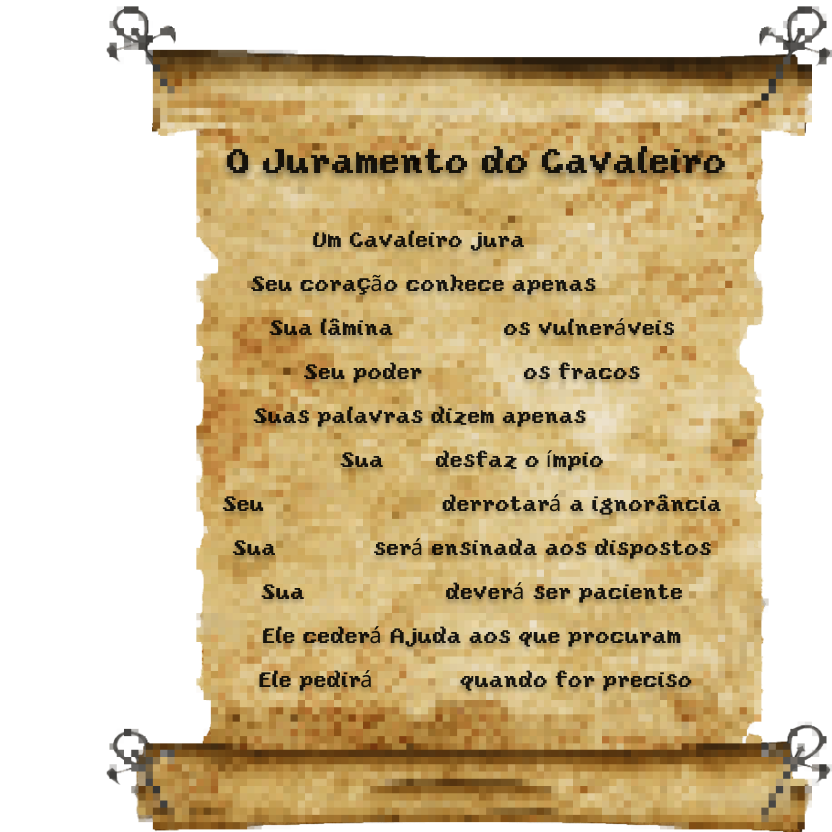 O Juramento do Cavaleiro
Um Cavaleiro jura
Seu coração conhece apenas
Sua lâmina os vulneráveis
Seu poder os fracos
Suas palavras dizem apenas
Sua desfaz o ímpio
Seu derrotará a ignorância
Sua será ensinada aos dispostos
Sua deverá ser paciente
Ele cederá Ajuda aos que procuram
Ele pedirá quando for preciso